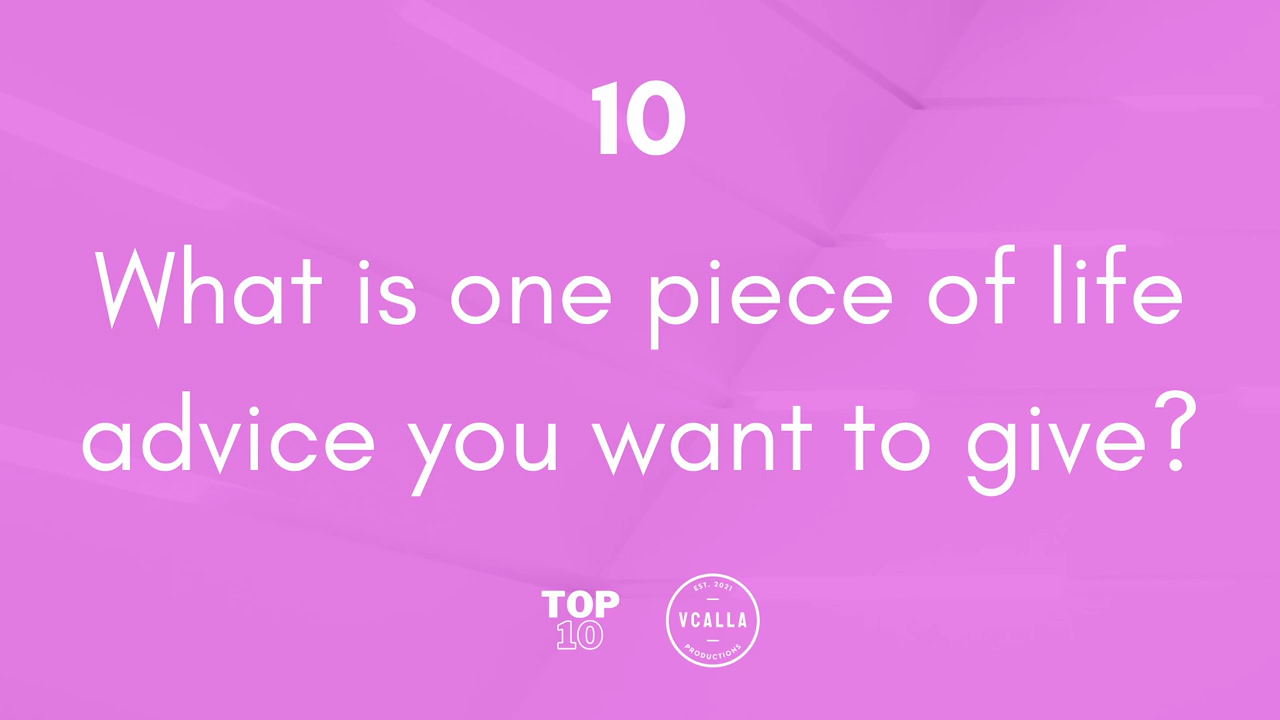 10
What is one piece of life
advice you want to give?
TOP
10
EST. 2021
VCALLA
PRODUCTIONS